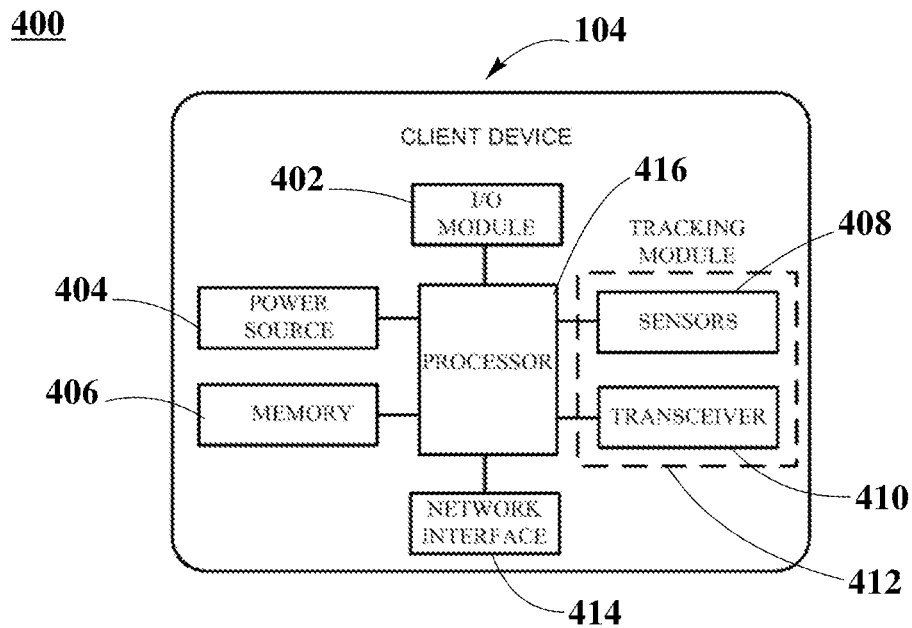 400
104
CLIENT DEVICE
402
I/O
MODULE
416
TRACKING
MODULE
408
404
POWER
SOURCE
PROCESSOR
SENSORS
406
MEMORY
TRANSCEIVER
410
NETWORK
INTERFACE
412
414